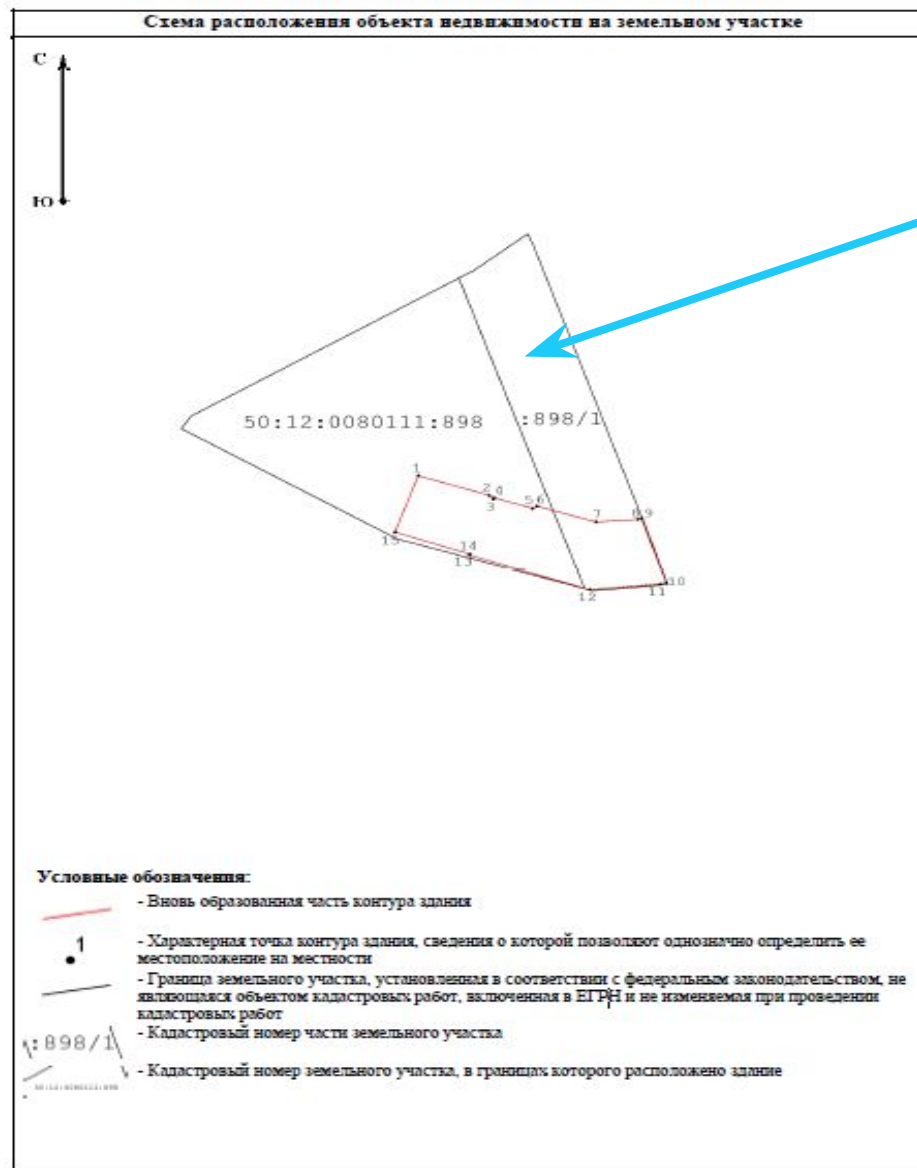 Схема расположения объекта недвижимости на земельном участке
С
Ю
50:12:0080111:898
:898/1
1
2 4
3
5 6
7
8 9
15
14
13
12
11
10
Условные обозначения:
- Вновь образованная часть контура здания
1
- Характерная точка контура здания, сведения о которой позволяют однозначно определить ее
местоположение на местности
- Граница земельного участка, установленная в соответствии с федеральным законодательством, не
являющаяся объектом кадастровых работ, включенная в ЕГРН и не изменяемая при проведении
кадастровых работ
:898/1
- Кадастровый номер части земельного участка
50:12:0080111:898
- Кадастровый номер земельного участка, в границах которого расположено здание